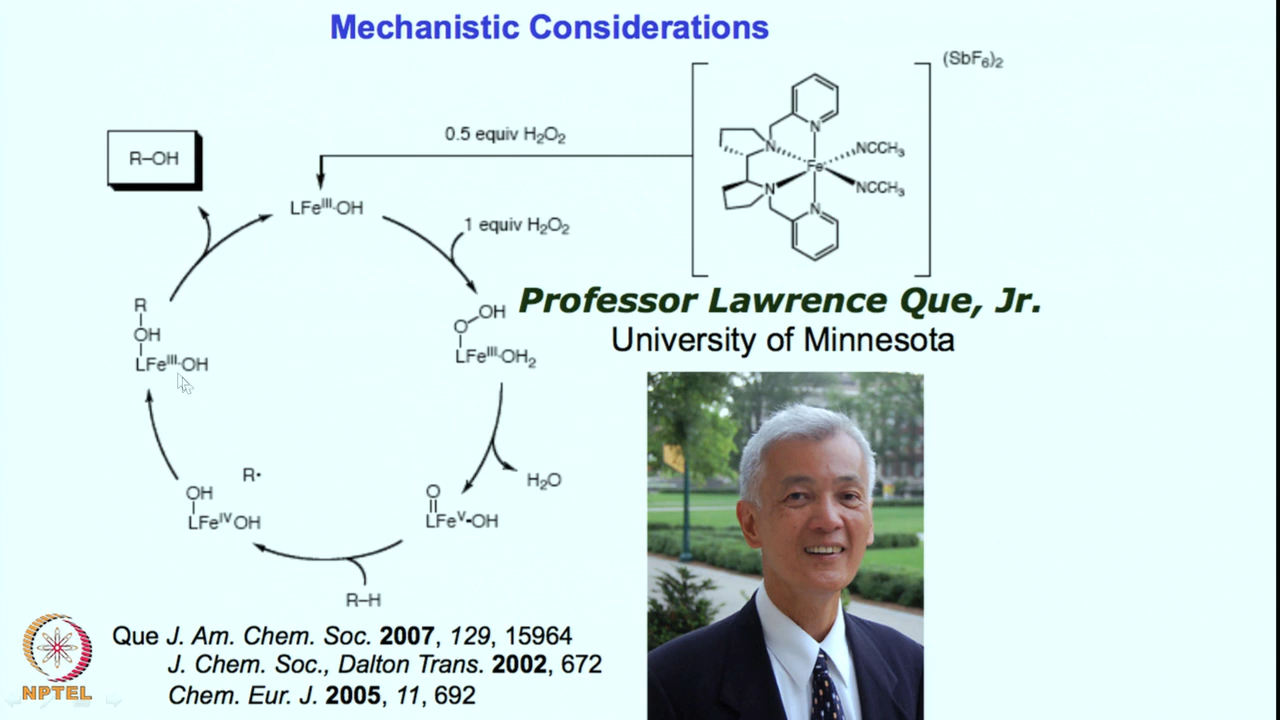 Mechanistic Considerations
(SbF₆)₂
N
N
Fe
NCCH₃
NCCH₃
N
N
0.5 equiv H₂O₂
R–OH
LFeᴵᴵᴵ·OH
1 equiv H₂O₂
OH
O
LFeᴵᴵᴵ·OH₂
H₂O
O
LFeⱽ-OH
R–H
R·
OH
LFeᴵⱽOH
R
OH
LFeᴵᴵᴵ·OH
Professor Lawrence Que, Jr.
University of Minnesota
Que J. Am. Chem. Soc. 2007, 129, 15964
J. Chem. Soc., Dalton Trans. 2002, 672
Chem. Eur. J. 2005, 11, 692
NPTEL